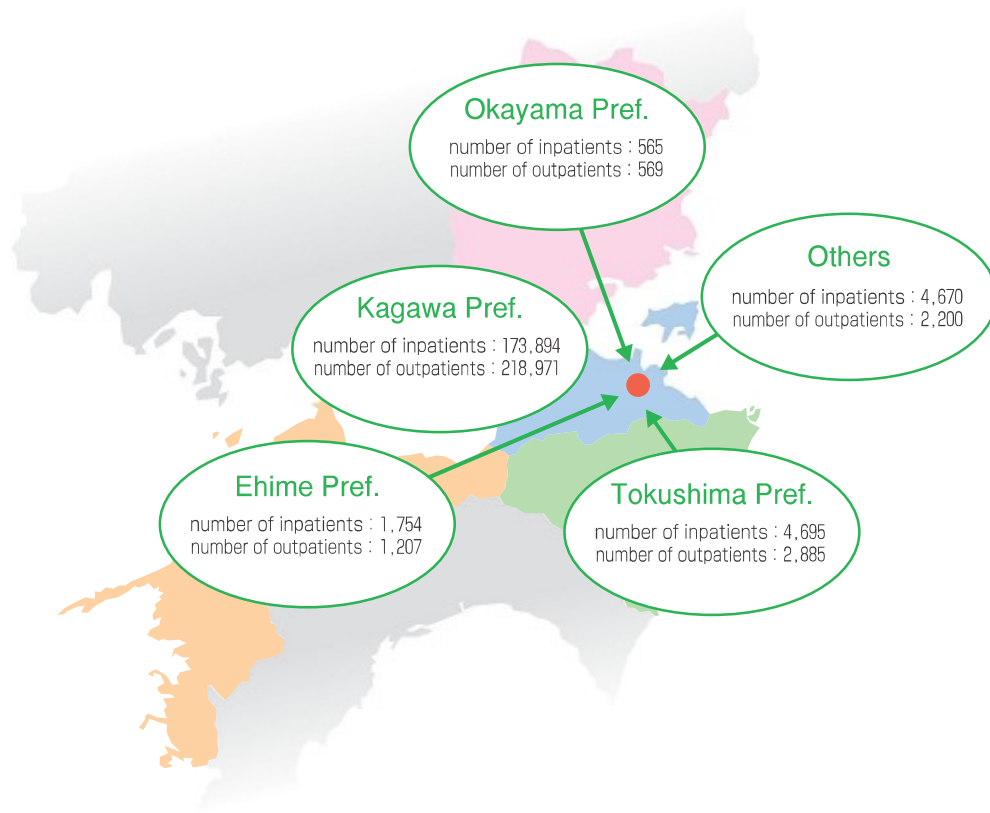 Okayama Pref.
number of inpatients : 565
number of outpatients : 569
Others
number of inpatients : 4,670
number of outpatients : 2,200
Kagawa Pref.
number of inpatients : 173,894
number of outpatients : 218,971
Ehime Pref.
number of inpatients : 1,754
number of outpatients : 1,207
Tokushima Pref.
number of inpatients : 4,695
number of outpatients : 2,885